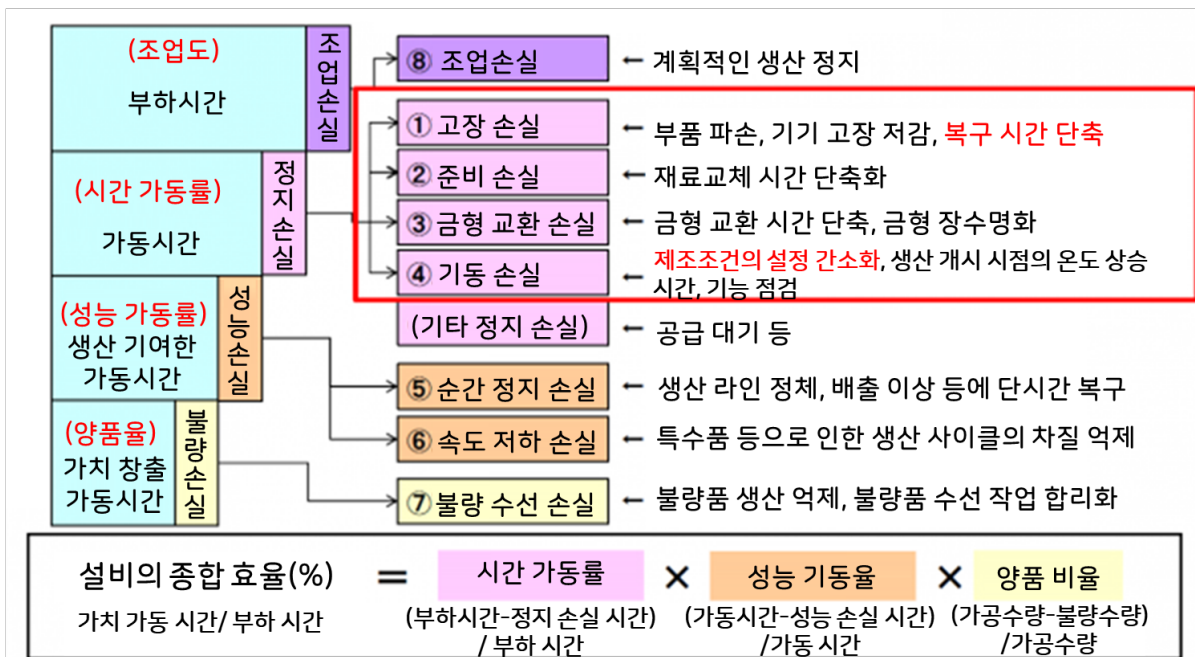 (조업도)
부하시간
조업손실
⑧ 조업손실
← 계획적인 생산 정지
① 고장 손실
← 부품 파손, 기기 고장 저감, 복구 시간 단축
(시간 가동률)
가동시간
정지손실
② 준비 손실
← 재료교체 시간 단축화
③ 금형 교환 손실
← 금형 교환 시간 단축, 금형 장수명화
④ 기동 손실
← 제조조건의 설정 간소화, 생산 개시 시점의 온도 상승
시간, 기능 점검
(성능 가동률)
생산 기여한
가동시간
성능손실
(기타 정지 손실)
← 공급 대기 등
⑤ 순간 정지 손실
← 생산 라인 정체, 배출 이상 등에 단시간 복구
(양품율)
가치 창출
가동시간
불량손실
⑥ 속도 저하 손실
← 특수품 등으로 인한 생산 사이클의 차질 억제
⑦ 불량 수선 손실
← 불량품 생산 억제, 불량품 수선 작업 합리화
설비의 종합 효율(%) = 시간 가동률 × 성능 기동율 × 양품 비율
가치 가동 시간/ 부하 시간
(부하시간-정지 손실 시간)
/ 부하 시간
(가동시간-성능 손실 시간)
/가동 시간
(가공수량-불량수량)
/가공수량